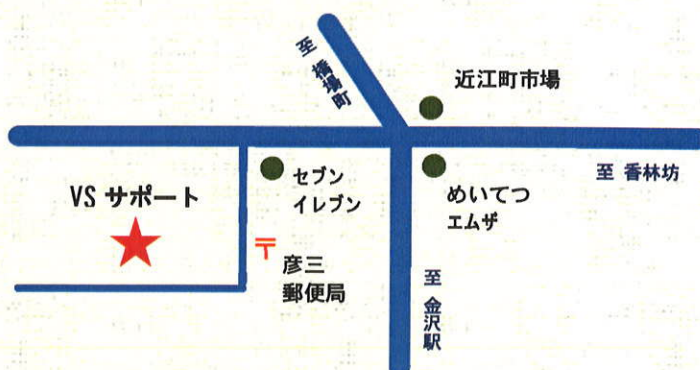 至 橋場町
近江町市場
至 香林坊
VS サポート
セブン
イレブン
めいてつ
エムザ
〒
彦三
郵便局
至 金沢駅